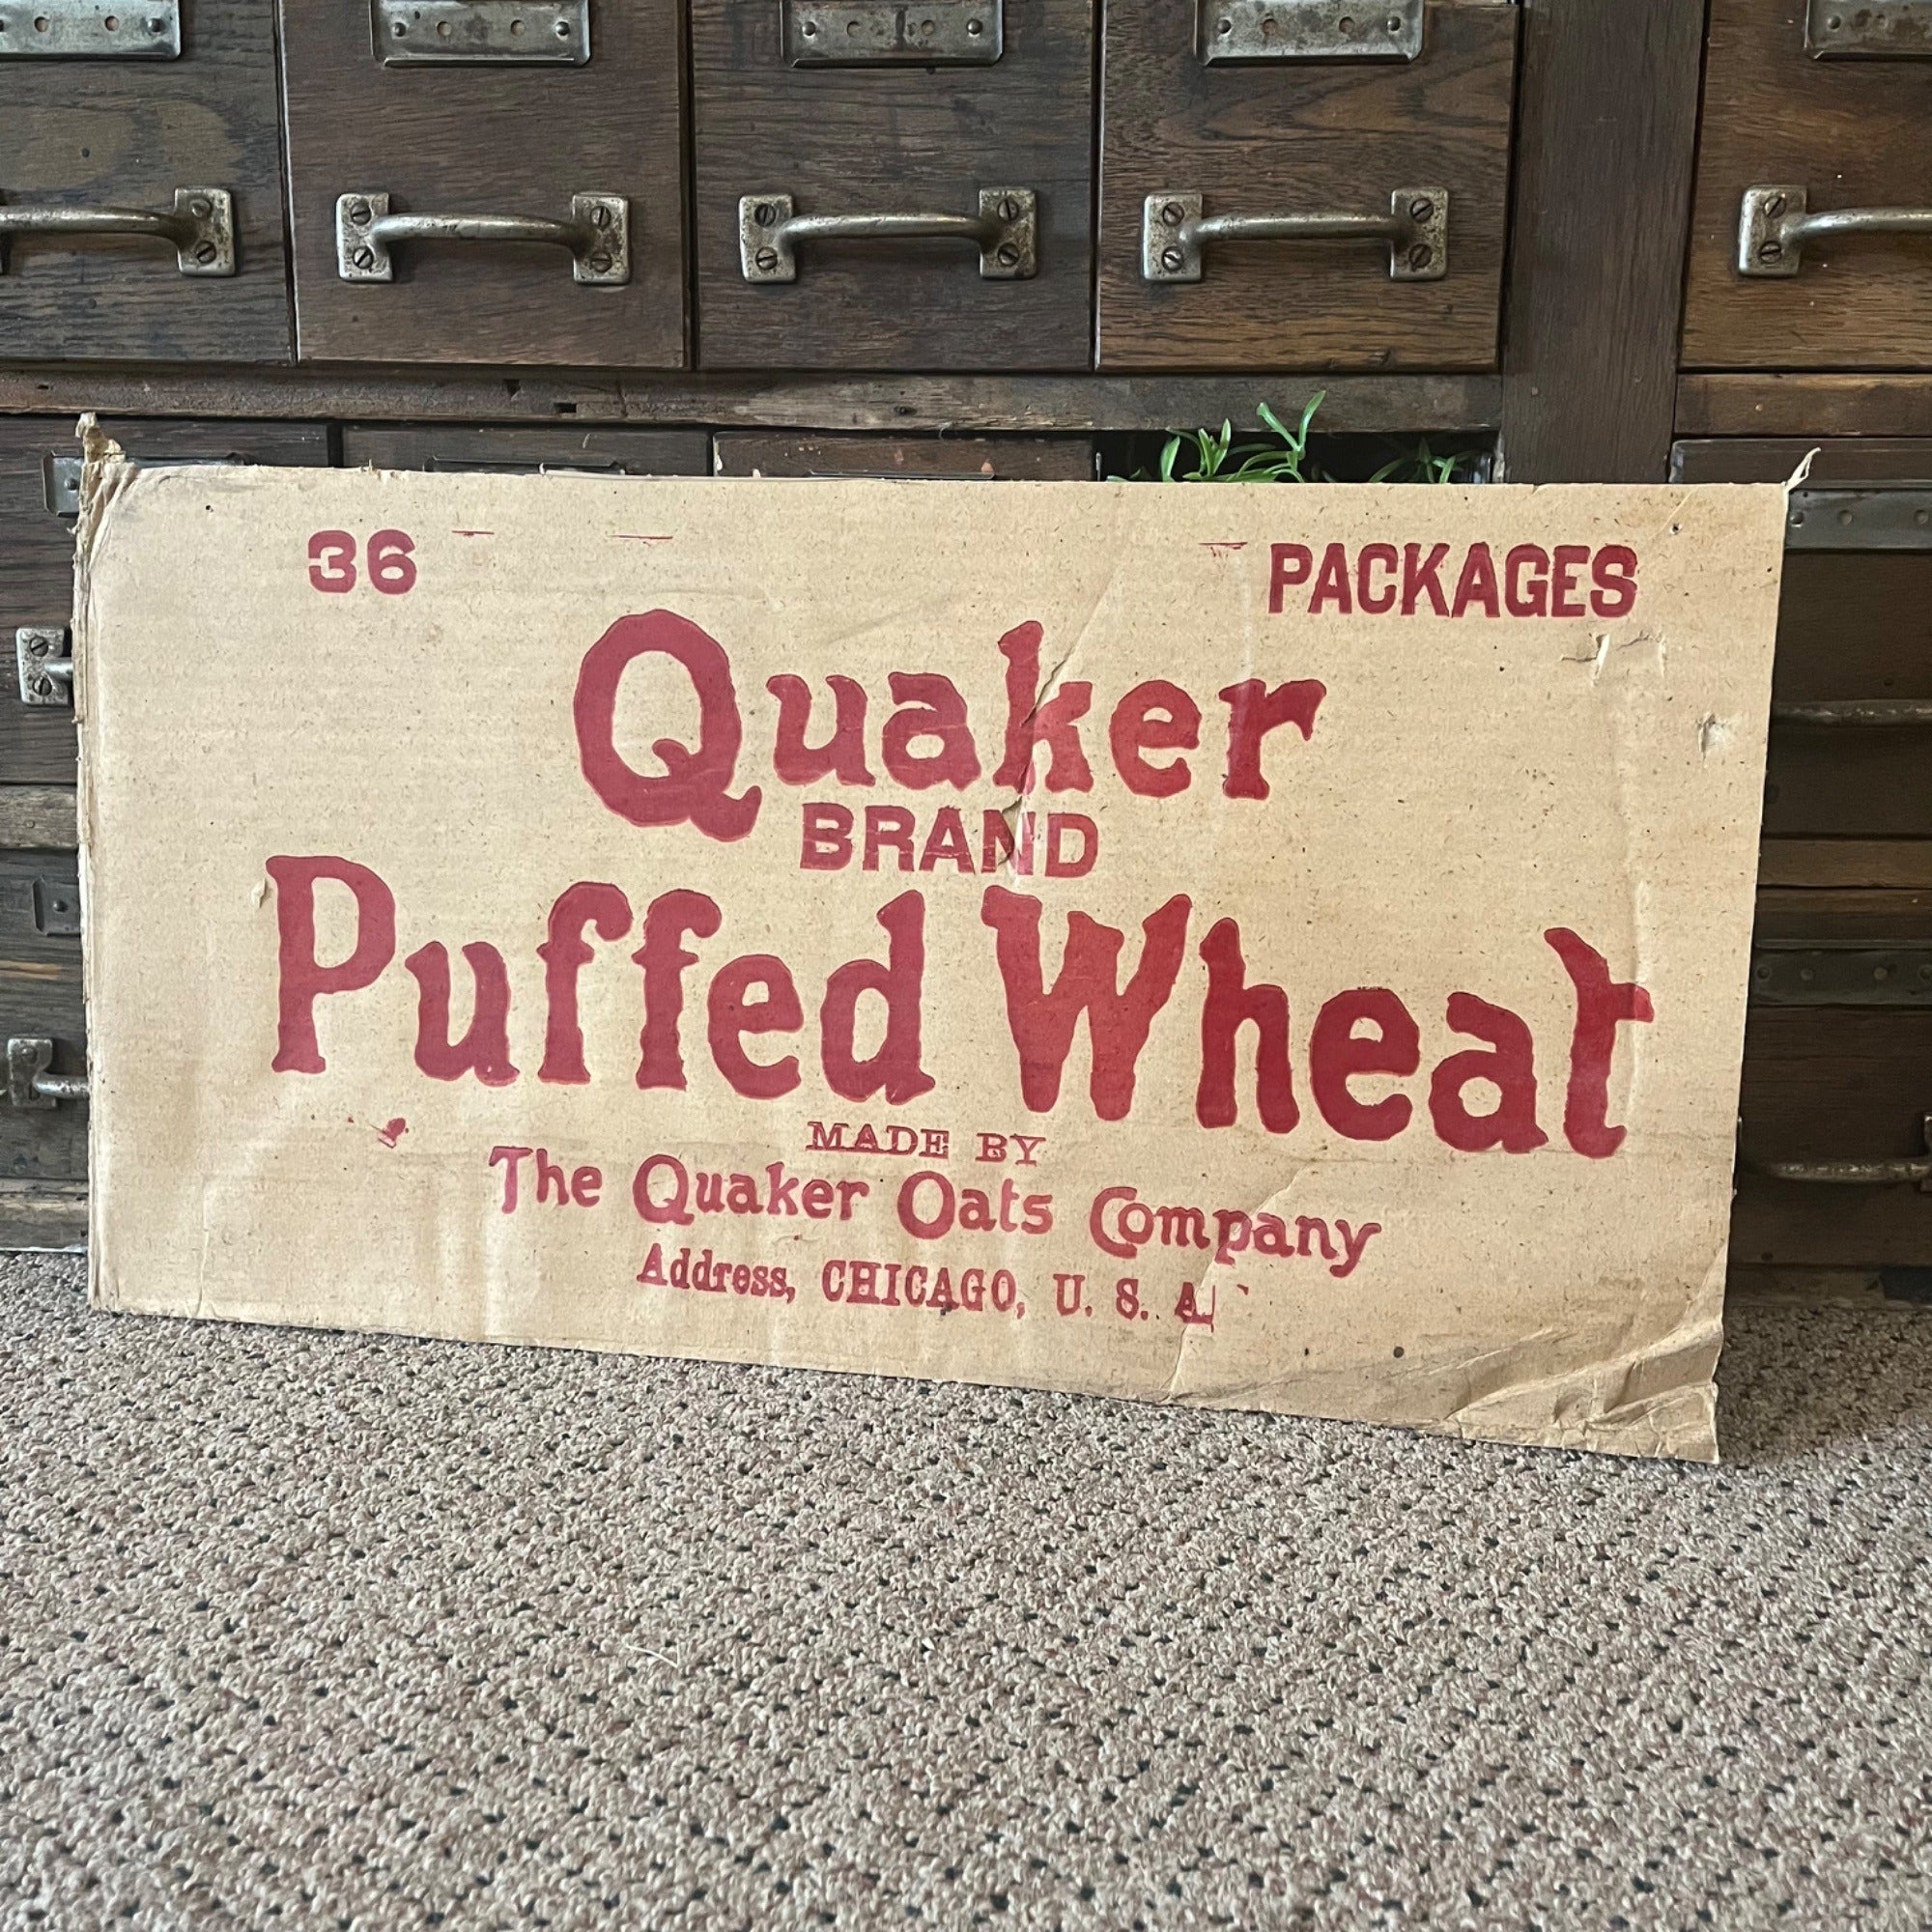 36 PACKAGES
Quaker
BRAND
Puffed Wheat
MADE BY
The Quaker Oats Company
Address, CHICAGO, U. S. A.